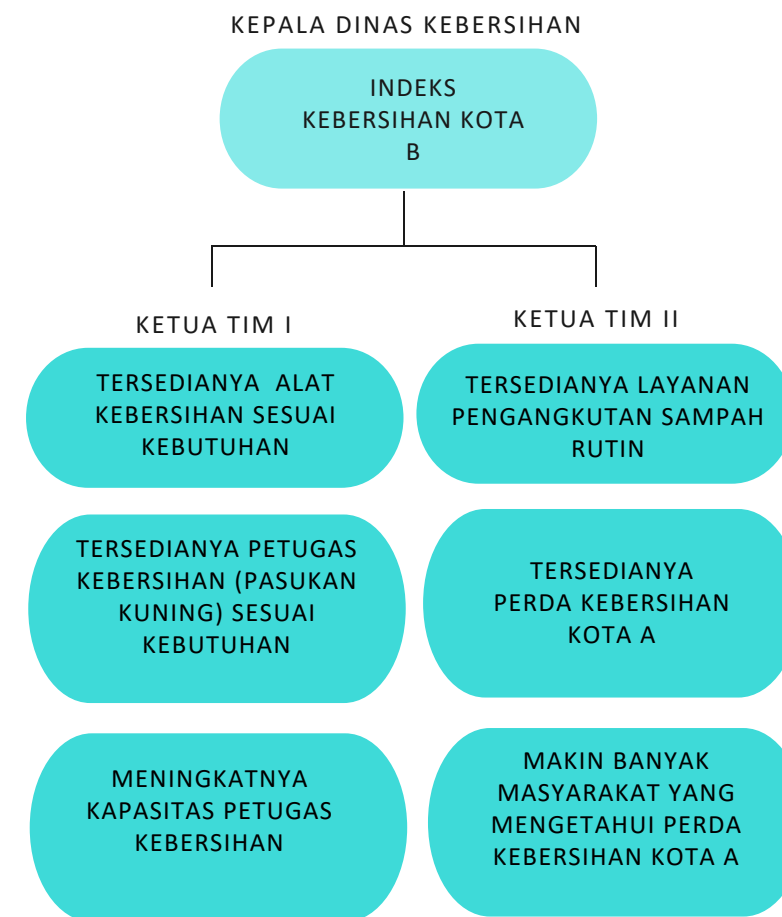 KEPALA DINAS KEBERSIHAN
INDEKS
KEBERSIHAN KOTA
B
KETUA TIM I
TERSEDIANYA ALAT
KEBERSIHAN SESUAI
KEBUTUHAN
TERSEDIANYA PETUGAS
KEBERSIHAN (PASUKAN
KUNING) SESUAI
KEBUTUHAN
MENINGKATNYA
KAPASITAS PETUGAS
KEBERSIHAN
KETUA TIM II
TERSEDIANYA LAYANAN
PENGANGKUTAN SAMPAH
RUTIN
TERSEDIANYA
PERDA KEBERSIHAN
KOTA A
MAKIN BANYAK
MASYARAKAT YANG
MENGETAHUI PERDA
KEBERSIHAN KOTA A